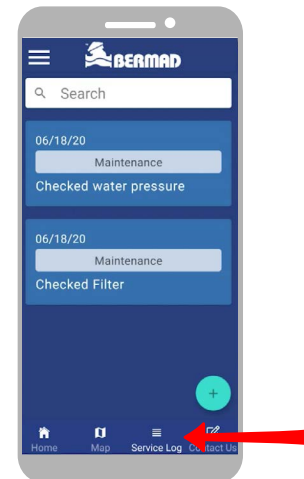 BERMAD
Search
06/18/20
Maintenance
Checked water pressure
06/18/20
Maintenance
Checked Filter
+
Home Map Service Log Contact Us